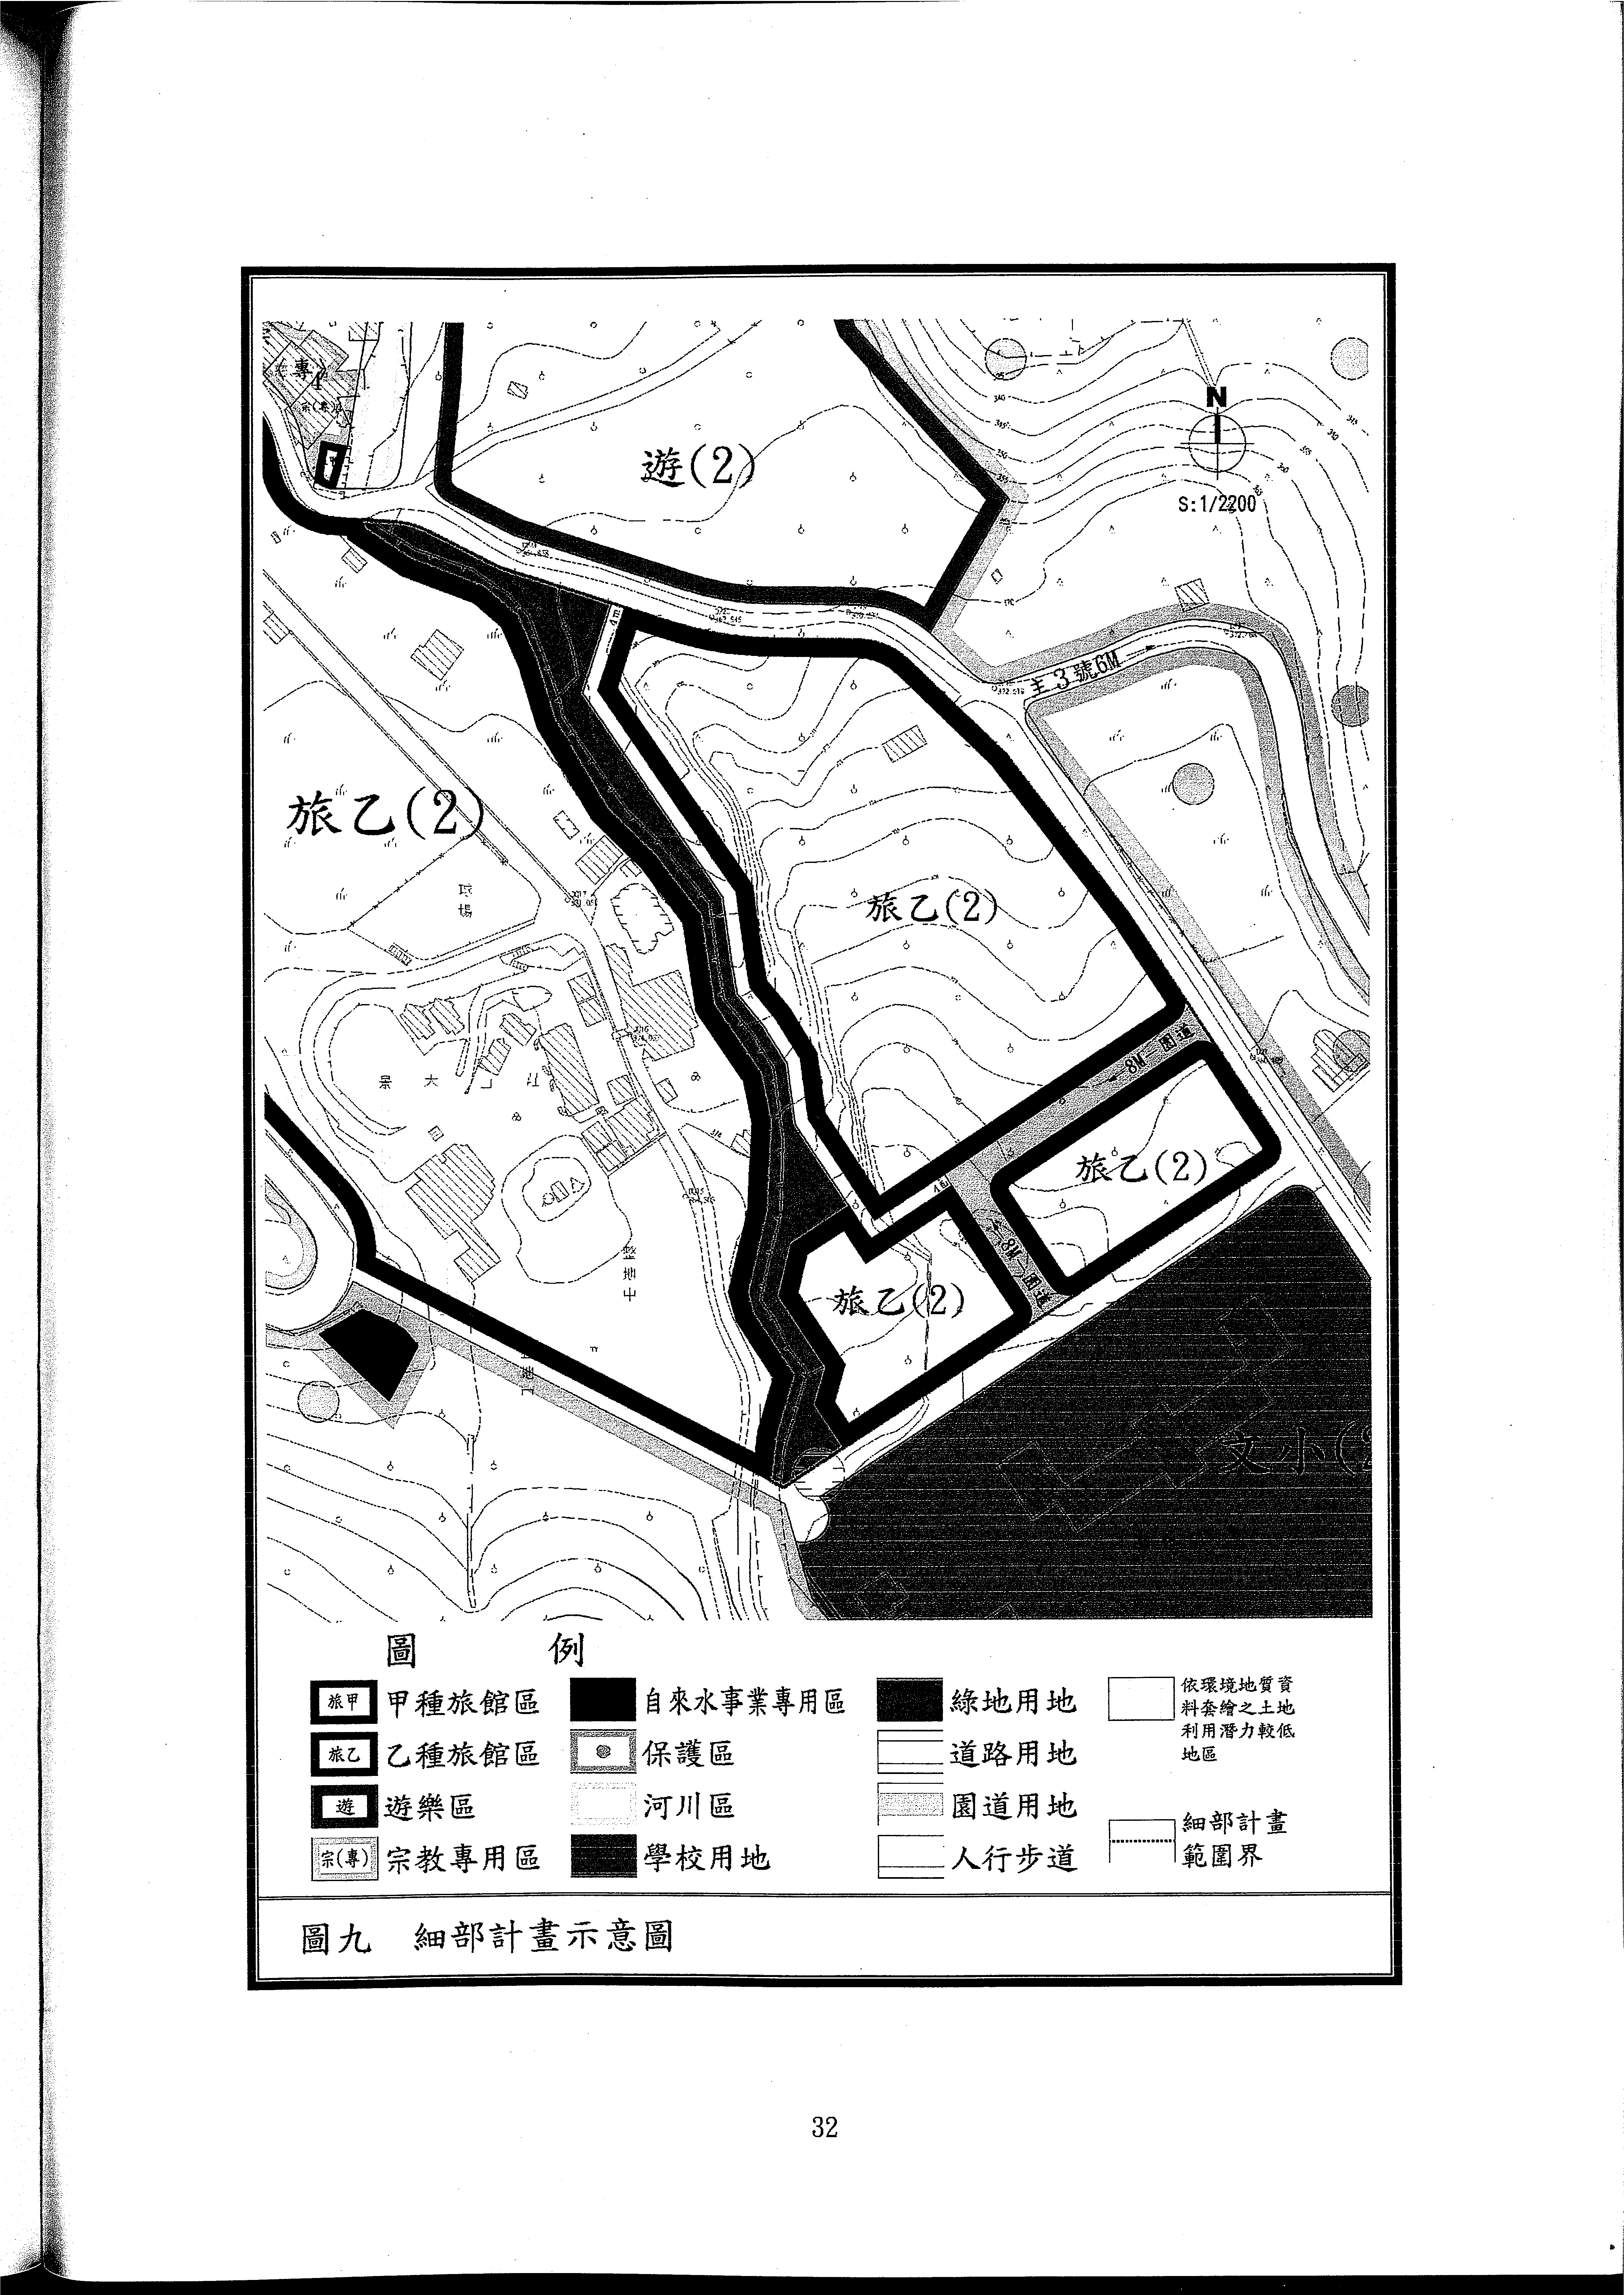 宗(專)
遊(2)
N
S:1/2200
4m
主3號6M
旅乙(2)
球場
旅乙(2)
8M-園道
旅乙(2)
8M-園道
旅乙(2)
文小(2
圖 例
旅甲 甲種旅館區
旅乙 乙種旅館區
遊 遊樂區
宗(專) 宗教專用區
自來水事業專用區
保護區
河川區
學校用地
綠地用地
道路用地
園道用地
人行步道
依環境地質資
料套繪之土地
利用潛力較低
地區
細部計畫
範圍界
圖九 細部計畫示意圖
32